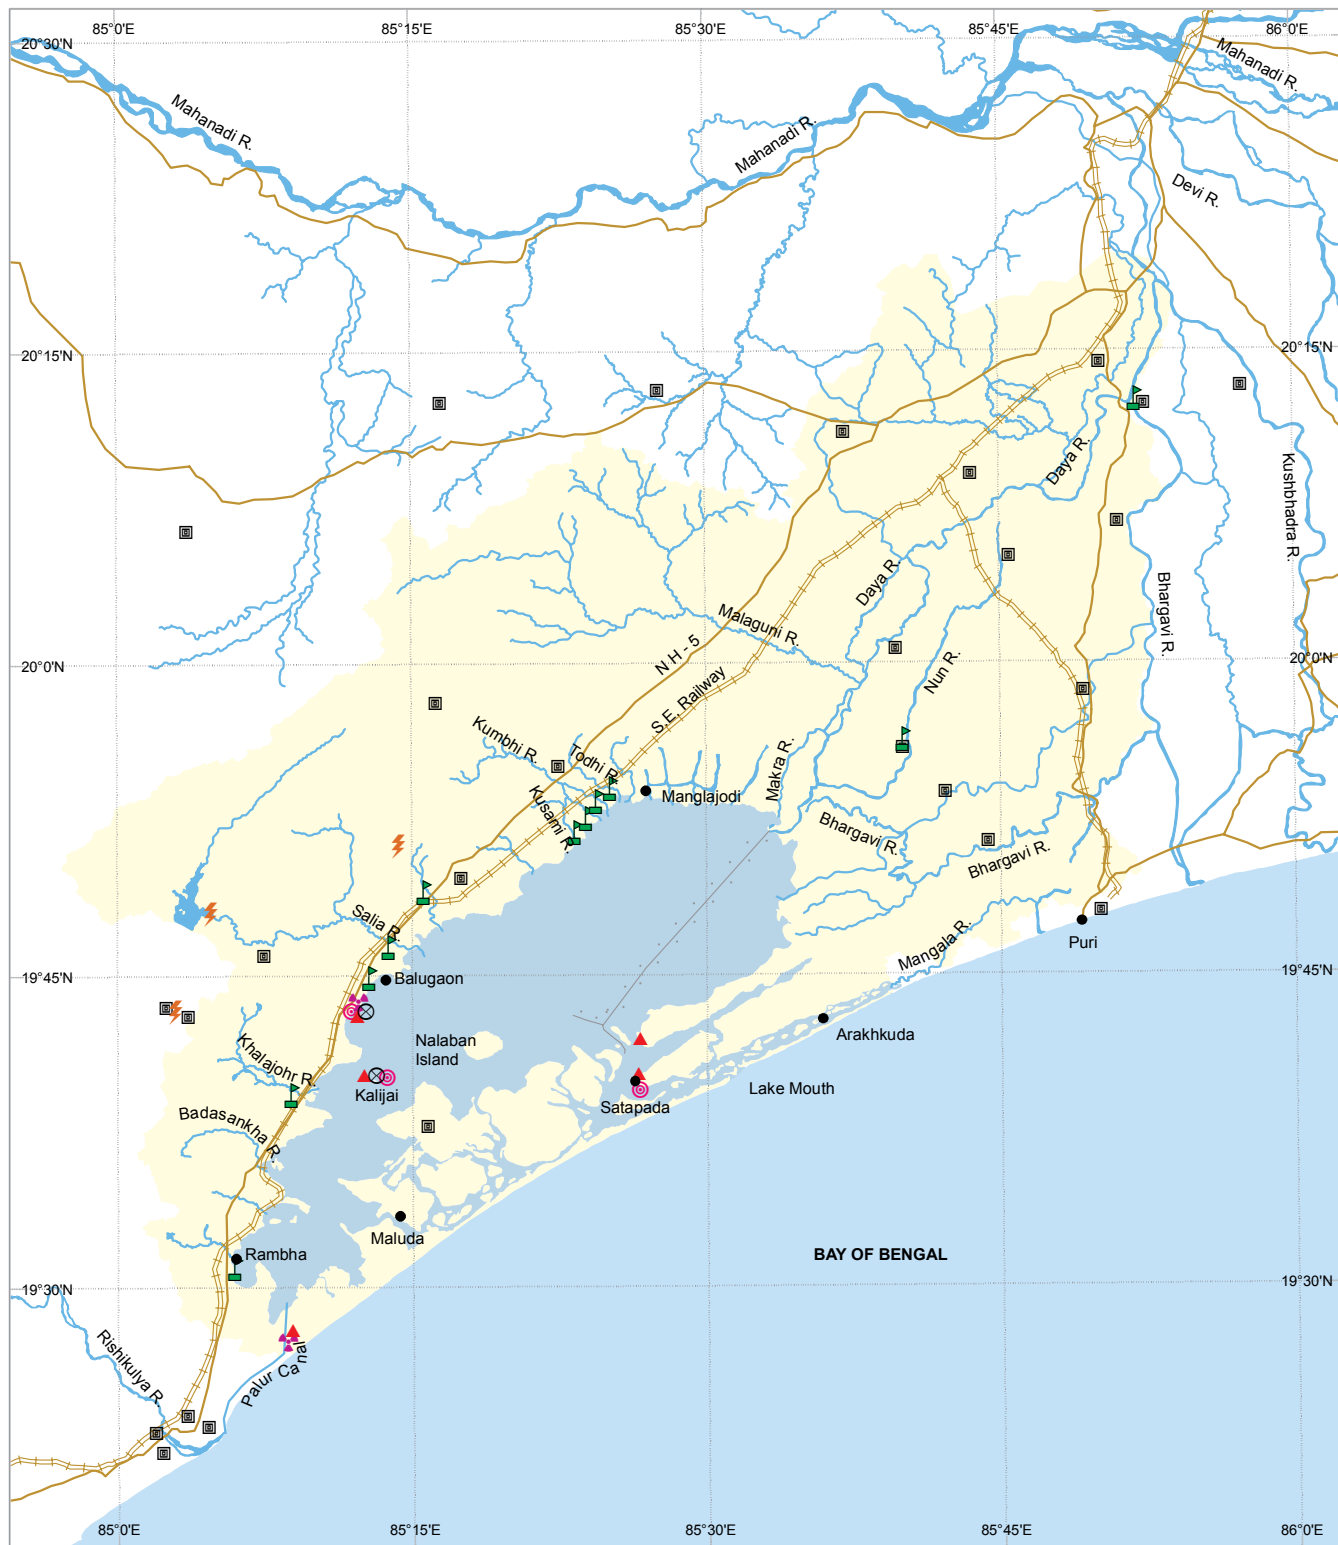 85°0'E
85°15'E
85°30'E
85°45'E
86°0'E
20°30'N
Mahanadi R.
Mahanadi R.
Mahanadi R.
Devi R.
20°15'N
20°15'N
Daya R.
Kushbhadra R.
Daya R.
Malaguni R.
Bhargavi R.
N H - 5
20°0'N
20°0'N
Nun R.
S.E. Railway
Kumbhi R.
Todhi R.
Makra R.
Kusami R.
Manglajodi
Bhargavi R.
Bhargavi R.
Salia R.
Mangala R.
Puri
19°45'N
19°45'N
Balugaon
Arakhkuda
Nalaban
Island
Khalajohr R.
Kalijai
Lake Mouth
Satapada
Badasankha R.
Maluda
Rambha
BAY OF BENGAL
19°30'N
19°30'N
Rishikulya R.
Palur Canal
85°0'E
85°15'E
85°30'E
85°45'E
86°0'E